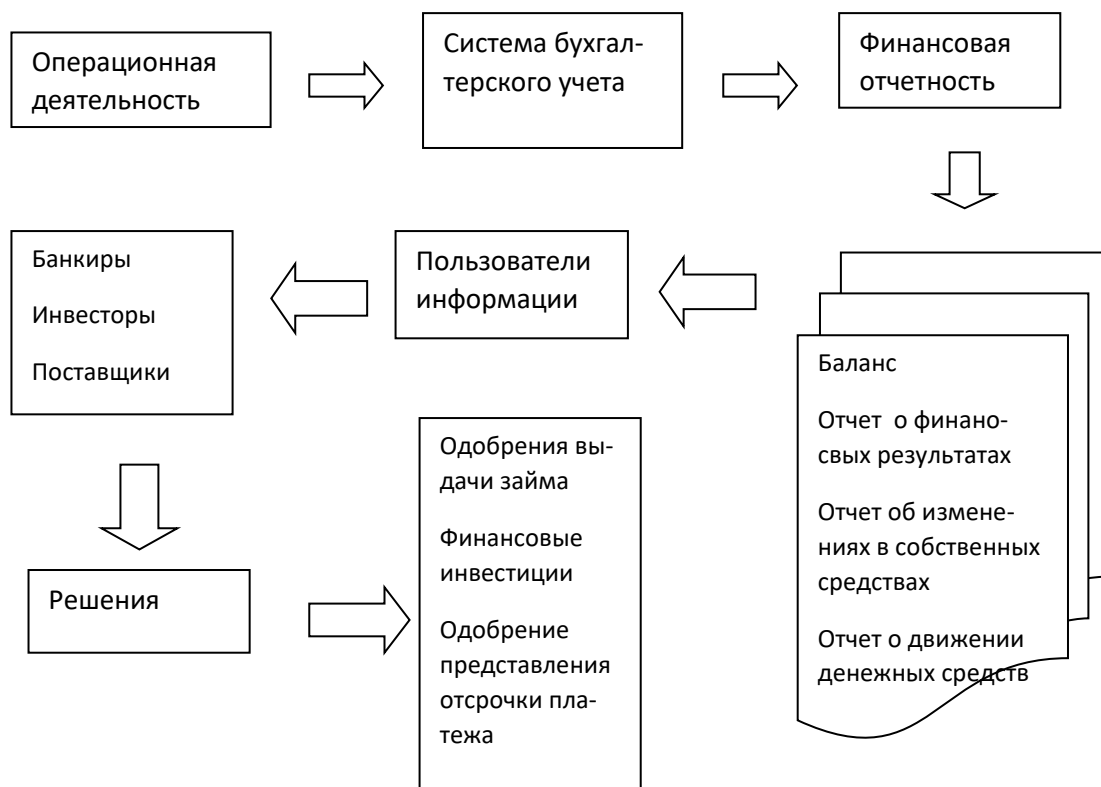 Операционная
деятельность
Система бухгал-
терского учета
Финансовая
отчетность
Банкиры
Инвесторы
Поставщики
Пользователи
информации
Баланс
Отчет о финано-
свых результатах
Отчет об измене-
ниях в собственных
средствах
Отчет о движении
денежных средств
Решения
Одобрения вы-
дачи займа
Финансовые
инвестиции
Одобрение
представления
отсрочки пла-
тежа